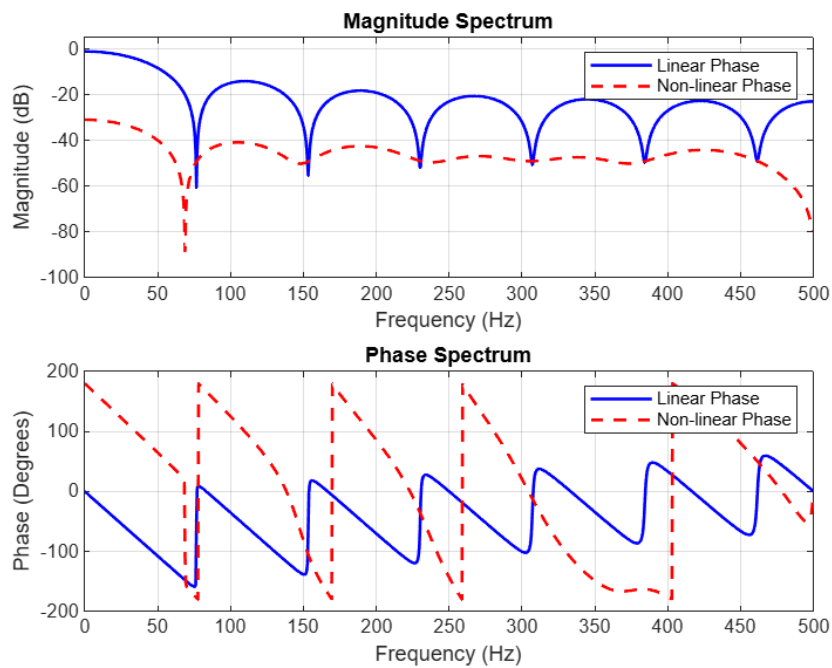 Magnitude Spectrum
0
-20
-40
-60
-80
-100
Magnitude (dB)
Linear Phase
Non-linear Phase
0 50 100 150 200 250 300 350 400 450 500
Frequency (Hz)
Phase Spectrum
200
100
0
-100
-200
Phase (Degrees)
Linear Phase
Non-linear Phase
0 50 100 150 200 250 300 350 400 450 500
Frequency (Hz)